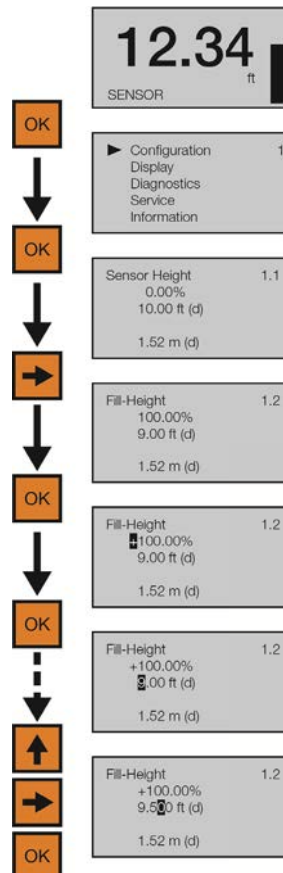 12.34
ft
SENSOR
OK
Configuration 1
Display
Diagnostics
Service
Information
OK
Sensor Height 1.1
0.00%
10.00 ft (d)
1.52 m (d)
Fill-Height 1.2
100.00%
9.00 ft (d)
1.52 m (d)
OK
Fill-Height 1.2
+100.00%
9.00 ft (d)
1.52 m (d)
OK
Fill-Height 1.2
+100.00%
9.00 ft (d)
1.52 m (d)
Fill-Height 1.2
+100.00%
9.500 ft (d)
1.52 m (d)
OK